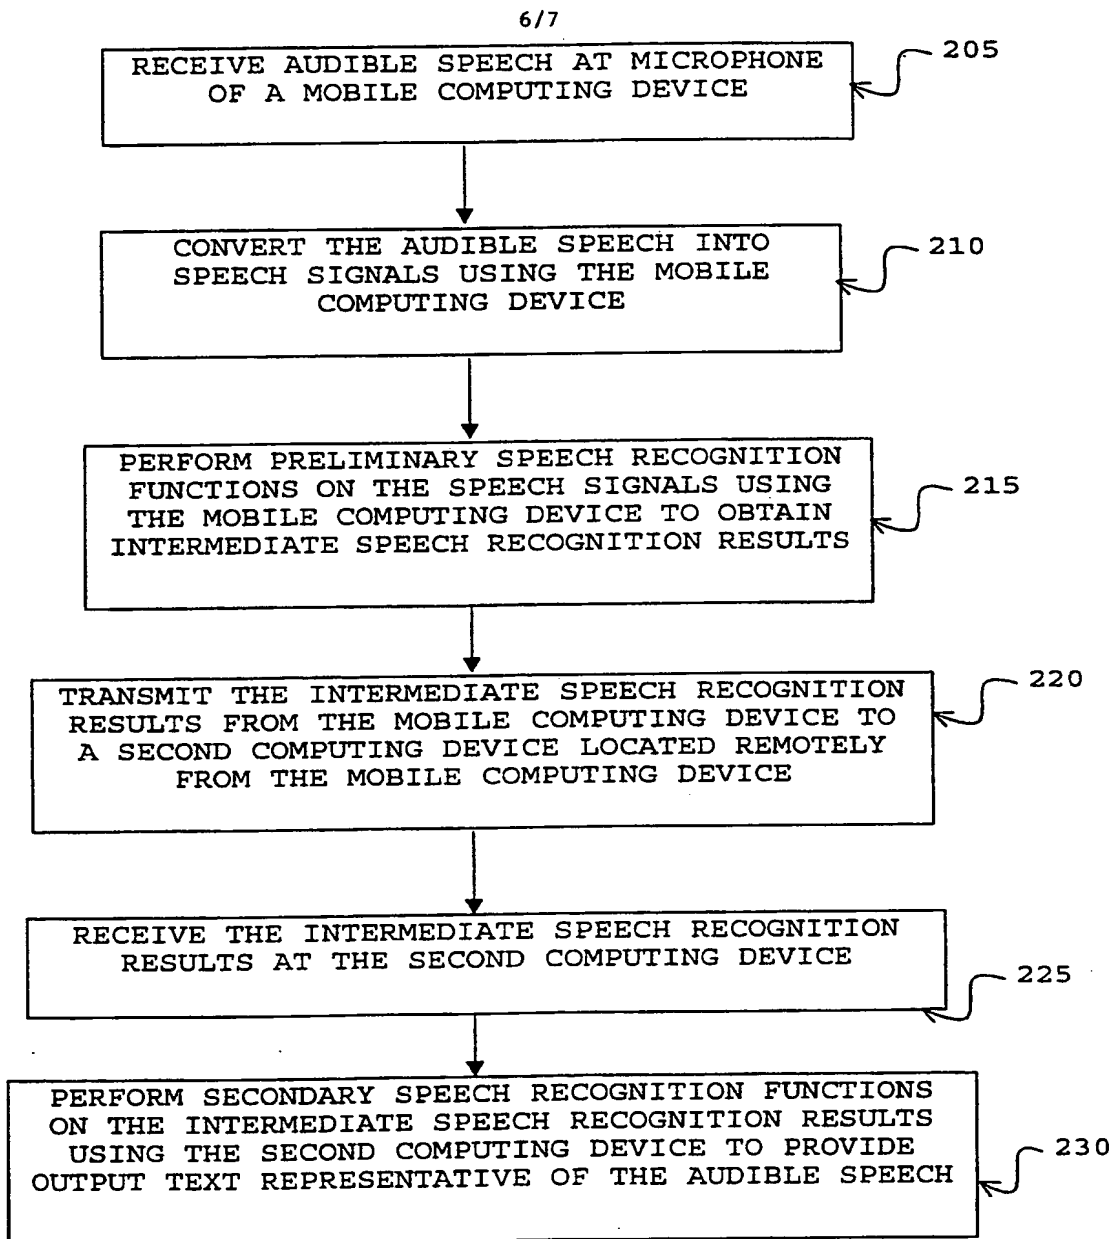 6/7
RECEIVE AUDIBLE SPEECH AT MICROPHONE
OF A MOBILE COMPUTING DEVICE
205
CONVERT THE AUDIBLE SPEECH INTO
SPEECH SIGNALS USING THE MOBILE
COMPUTING DEVICE
210
PERFORM PRELIMINARY SPEECH RECOGNITION
FUNCTIONS ON THE SPEECH SIGNALS USING
THE MOBILE COMPUTING DEVICE TO OBTAIN
INTERMEDIATE SPEECH RECOGNITION RESULTS
215
TRANSMIT THE INTERMEDIATE SPEECH RECOGNITION
RESULTS FROM THE MOBILE COMPUTING DEVICE TO
A SECOND COMPUTING DEVICE LOCATED REMOTELY
FROM THE MOBILE COMPUTING DEVICE
220
RECEIVE THE INTERMEDIATE SPEECH RECOGNITION
RESULTS AT THE SECOND COMPUTING DEVICE
225
PERFORM SECONDARY SPEECH RECOGNITION FUNCTIONS
ON THE INTERMEDIATE SPEECH RECOGNITION RESULTS
USING THE SECOND COMPUTING DEVICE TO PROVIDE
OUTPUT TEXT REPRESENTATIVE OF THE AUDIBLE SPEECH
230